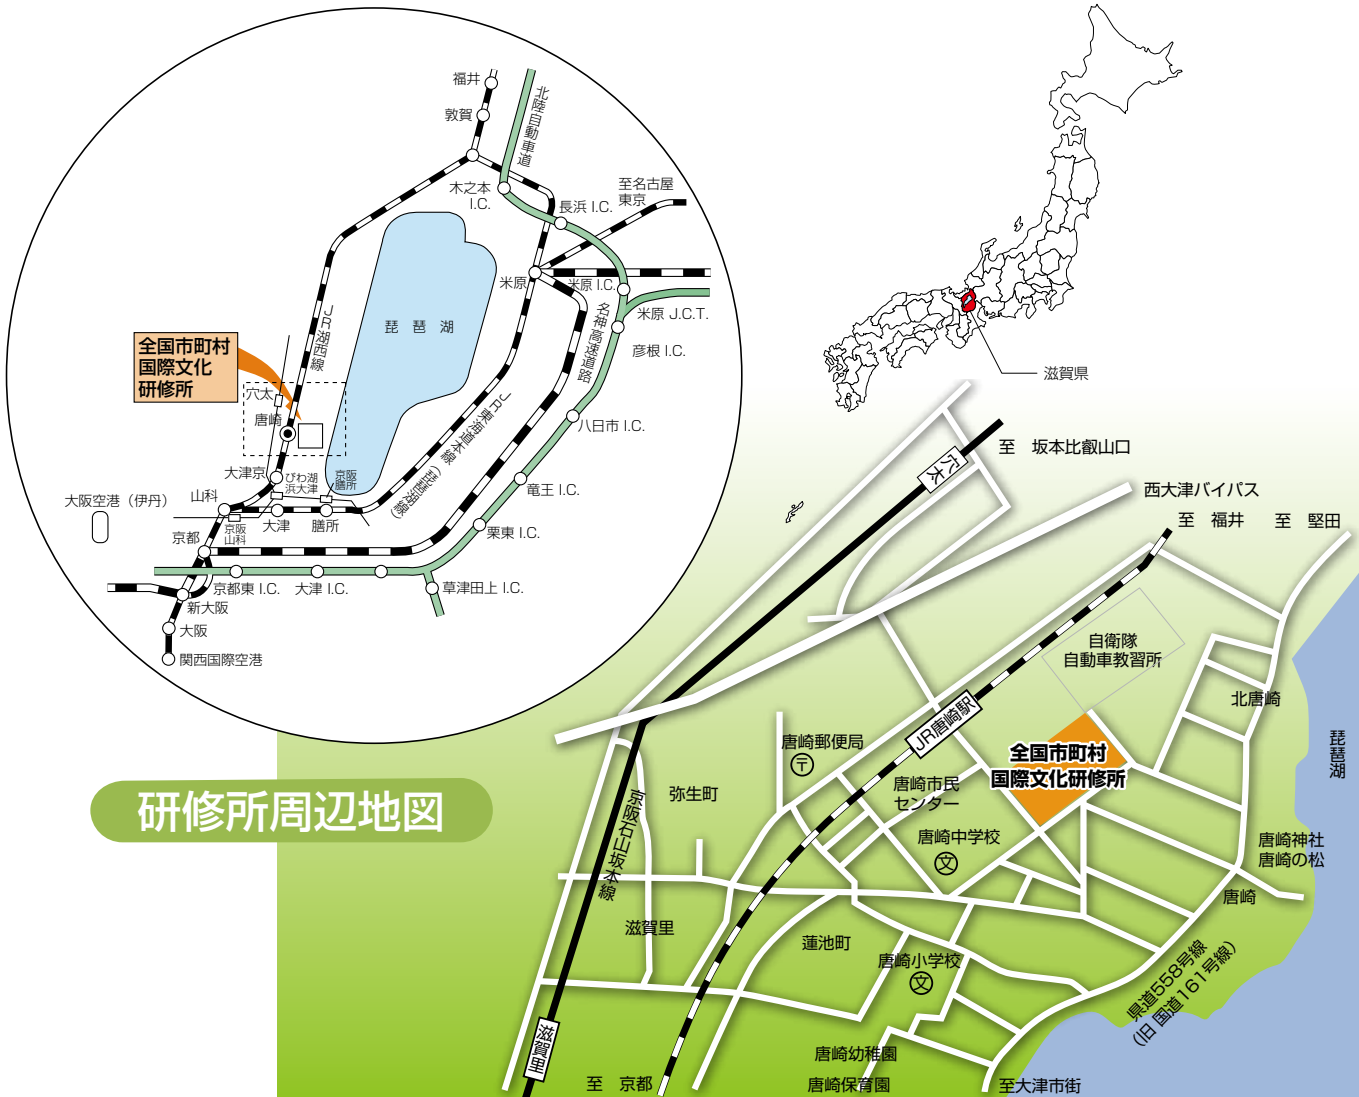 福井
敦賀
北陸自動車道
木之本
I.C.
至名古屋
東京
長浜 I.C.
米原
米原 I.C.
米原 J.C.T.
名神高速道路
彦根 I.C.
琵琶湖
JR湖西線
全国市町村
国際文化
研修所
穴太
唐崎
JR東海道本線
(琵琶湖線)
八日市 I.C.
大津京
びわ湖
浜大津
京阪
膳所
竜王 I.C.
山科
大阪空港(伊丹)
大津
膳所
京阪
山科
栗東 I.C.
京都
京都東 I.C.
大津 I.C.
草津田上 I.C.
新大阪
大阪
関西国際空港
滋賀県
研修所周辺地図
穴太
至 坂本比叡山口
西大津バイパス
至 福井
至 堅田
自衛隊
自動車教習所
北唐崎
JR唐崎駅
唐崎郵便局
〒
全国市町村
国際文化研修所
琵琶湖
弥生町
京阪石山坂本線
唐崎市民
センター
唐崎中学校
文
唐崎神社
唐崎の松
唐崎
滋賀里
蓮池町
唐崎小学校
文
県道558号線
(旧 国道161号線)
滋賀里
至 京都
唐崎幼稚園
唐崎保育園
至大津市街